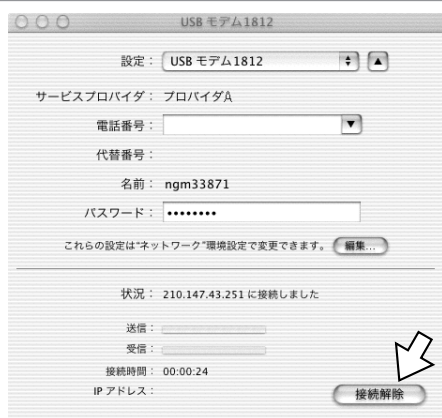 USB モデム1812
設定： USB モデム1812
サービスプロバイダ： プロバイダA
電話番号：
代替番号：
名前： ngm33871
パスワード： ••••••••
これらの設定は"ネットワーク"環境設定で変更できます。 編集...
状況： 210.147.43.251 に接続しました
送信：
受信：
接続時間： 00:00:24
IP アドレス：
接続解除